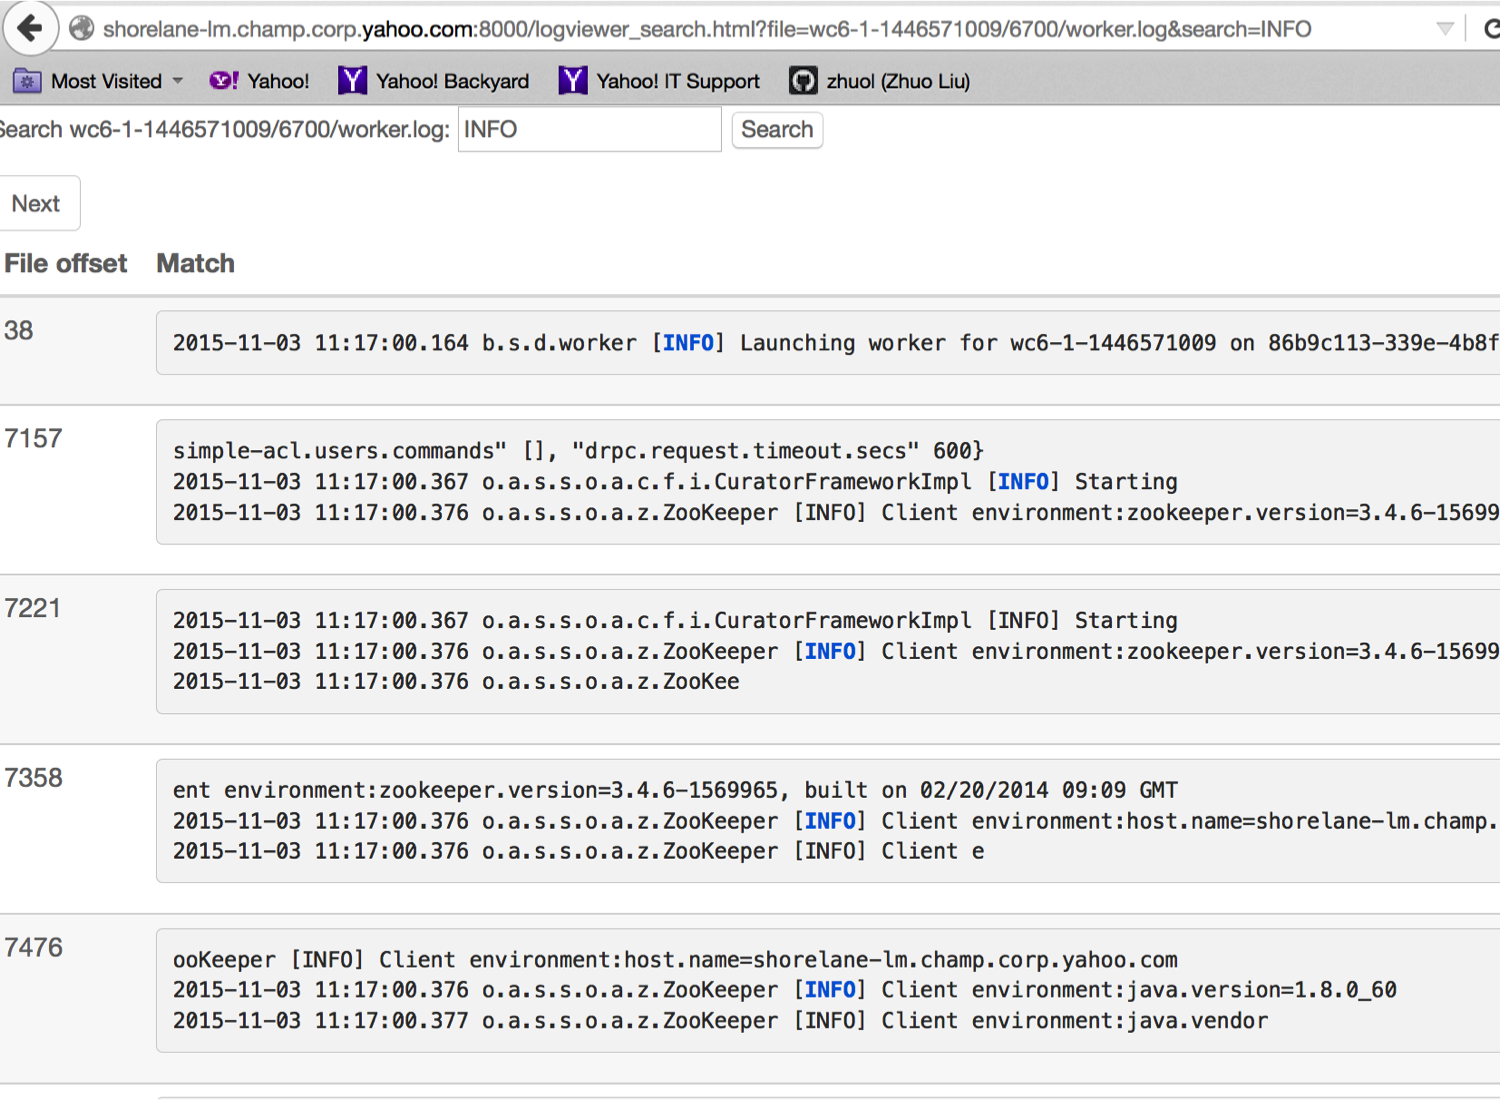 shorelane-lm.champ.corp.yahoo.com:8000/logviewer_search.html?file=wc6-1-1446571009/6700/worker.log&search=INFO
Most Visited Yahoo! Yahoo! Backyard Yahoo! IT Support zhuol (Zhuo Liu)
Search wc6-1-1446571009/6700/worker.log: INFO Search
Next
File offset Match
38
2015-11-03 11:17:00.164 b.s.d.worker [INFO] Launching worker for wc6-1-1446571009 on 86b9c113-339e-4b8f
7157
simple-acl.users.commands" [], "drpc.request.timeout.secs" 600}
2015-11-03 11:17:00.367 o.a.s.s.o.a.c.f.i.CuratorFrameworkImpl [INFO] Starting
2015-11-03 11:17:00.376 o.a.s.s.o.a.z.ZooKeeper [INFO] Client environment:zookeeper.version=3.4.6-15699
7221
2015-11-03 11:17:00.367 o.a.s.s.o.a.c.f.i.CuratorFrameworkImpl [INFO] Starting
2015-11-03 11:17:00.376 o.a.s.s.o.a.z.ZooKeeper [INFO] Client environment:zookeeper.version=3.4.6-15699
2015-11-03 11:17:00.376 o.a.s.s.o.a.z.ZooKee
7358
ent environment:zookeeper.version=3.4.6-1569965, built on 02/20/2014 09:09 GMT
2015-11-03 11:17:00.376 o.a.s.s.o.a.z.ZooKeeper [INFO] Client environment:host.name=shorelane-lm.champ.
2015-11-03 11:17:00.376 o.a.s.s.o.a.z.ZooKeeper [INFO] Client e
7476
ooKeeper [INFO] Client environment:host.name=shorelane-lm.champ.corp.yahoo.com
2015-11-03 11:17:00.376 o.a.s.s.o.a.z.ZooKeeper [INFO] Client environment:java.version=1.8.0_60
2015-11-03 11:17:00.377 o.a.s.s.o.a.z.ZooKeeper [INFO] Client environment:java.vendor